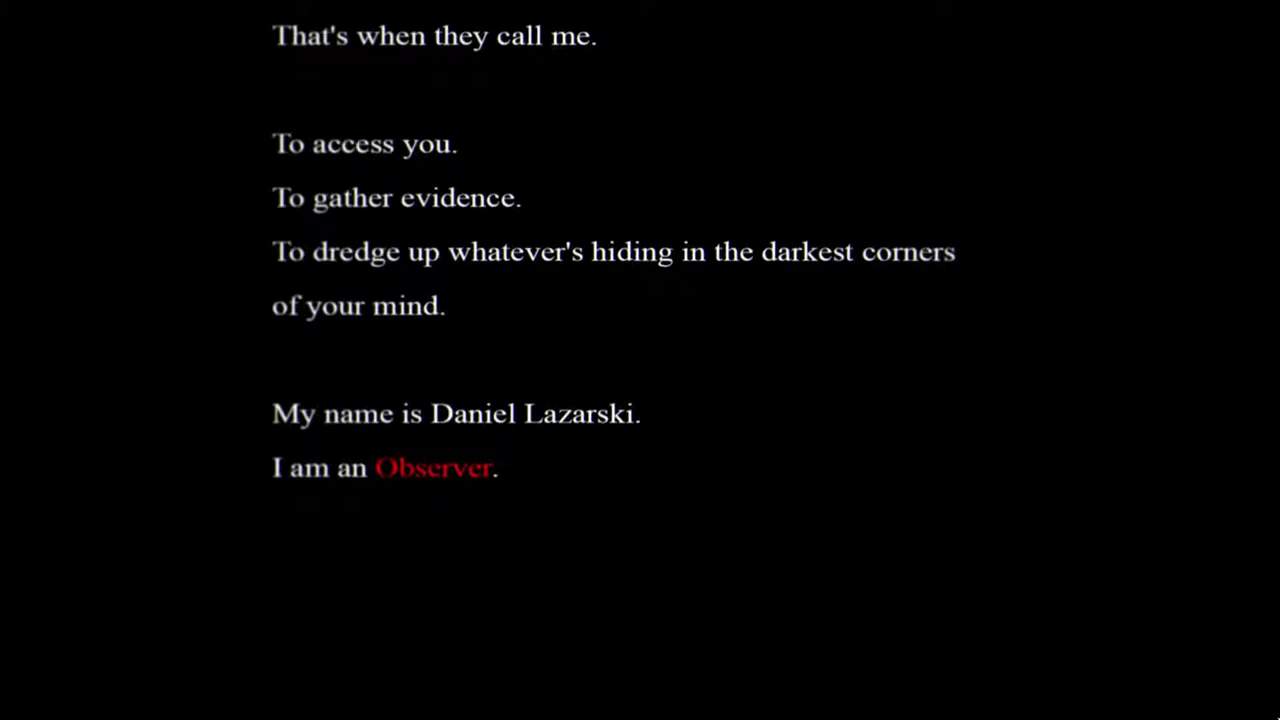 That's when they call me.
To access you.
To gather evidence.
To dredge up whatever's hiding in the darkest corners
of your mind.
My name is Daniel Lazarski.
I am an Observer.